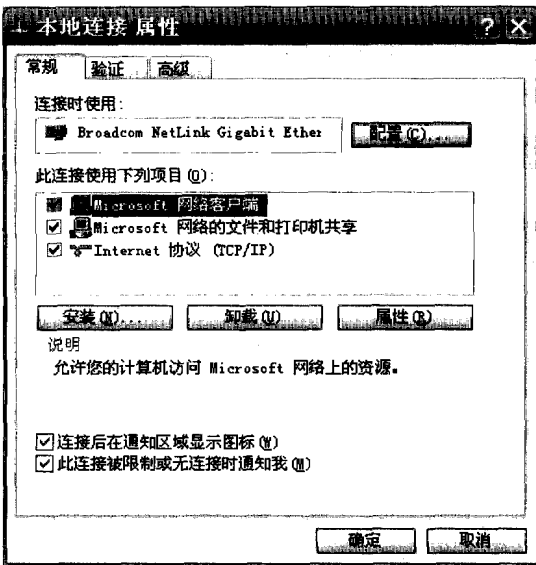 本地连接 属性
常规 验证 高级
连接时使用:
Broadcom NetLink Gigabit Ether 配置(C)...
此连接使用下列项目(O):
Microsoft 网络客户端
Microsoft 网络的文件和打印机共享
Internet 协议 (TCP/IP)
安装(N)... 卸载(U) 属性(R)
说明
允许您的计算机访问 Microsoft 网络上的资源。
连接后在通知区域显示图标(W)
此连接被限制或无连接时通知我(M)
确定 取消